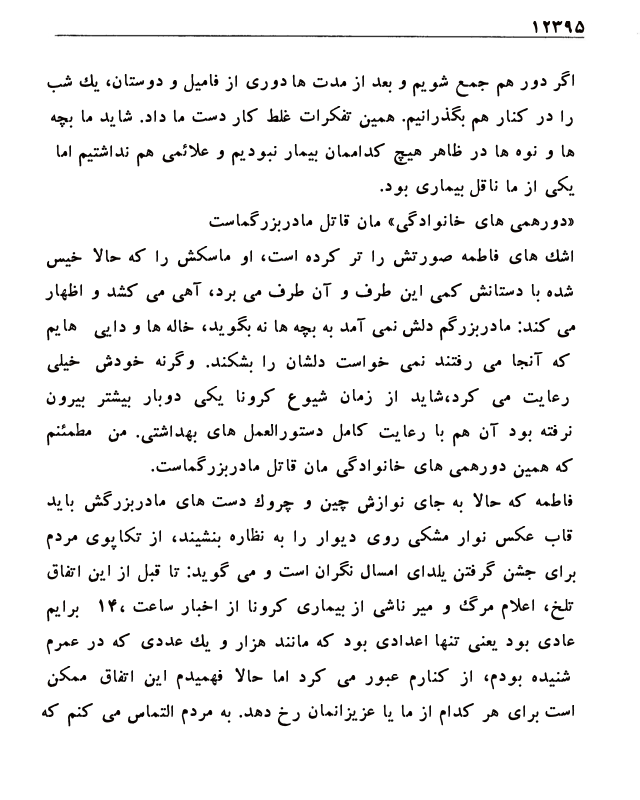 ۱۲۳۹۵
اگر دور هم جمع شویم و بعد از مدت ها دوری از فامیل و دوستان، یك شب
را در کنار هم بگذرانیم. همین تفکرات غلط کار دست ما داد. شاید ما بچه
ها و نوه ها در ظاهر هیچ کداممان بیمار نبودیم و علائمی هم نداشتیم اما
یکی از ما ناقل بیماری بود.
«دورهمی های خانوادگی» مان قاتل مادربزرگماست
اشك های فاطمه صورتش را تر کرده است، او ماسکش را که حالا خیس
شده با دستانش کمی این طرف و آن طرف می برد، آهی می کشد و اظهار
می کند: مادربزرگم دلش نمی آمد به بچه ها نه بگوید، خاله ها و دایی هایم
که آنجا می رفتند نمی خواست دلشان را بشکند. وگرنه خودش خیلی
رعایت می کرد،شاید از زمان شیوع کرونا یکی دوبار بیشتر بیرون
نرفته بود آن هم با رعایت کامل دستورالعمل های بهداشتی. من مطمئنم
که همین دورهمی های خانوادگی مان قاتل مادربزرگماست.
فاطمه که حالا به جای نوازش چین و چروك دست های مادربزرگش باید
قاب عکس نوار مشکی روی دیوار را به نظاره بنشیند، از تکاپوی مردم
برای جشن گرفتن یلدای امسال نگران است و می گوید: تا قبل از این اتفاق
تلخ، اعلام مرگ و میر ناشی از بیماری کرونا از اخبار ساعت ،۱۴ برایم
عادی بود یعنی تنها اعدادی بود که مانند هزار و یك عددی که در عمرم
شنیده بودم، از کنارم عبور می کرد اما حالا فهمیدم این اتفاق ممکن
است برای هر کدام از ما یا عزیزانمان رخ دهد. به مردم التماس می کنم که